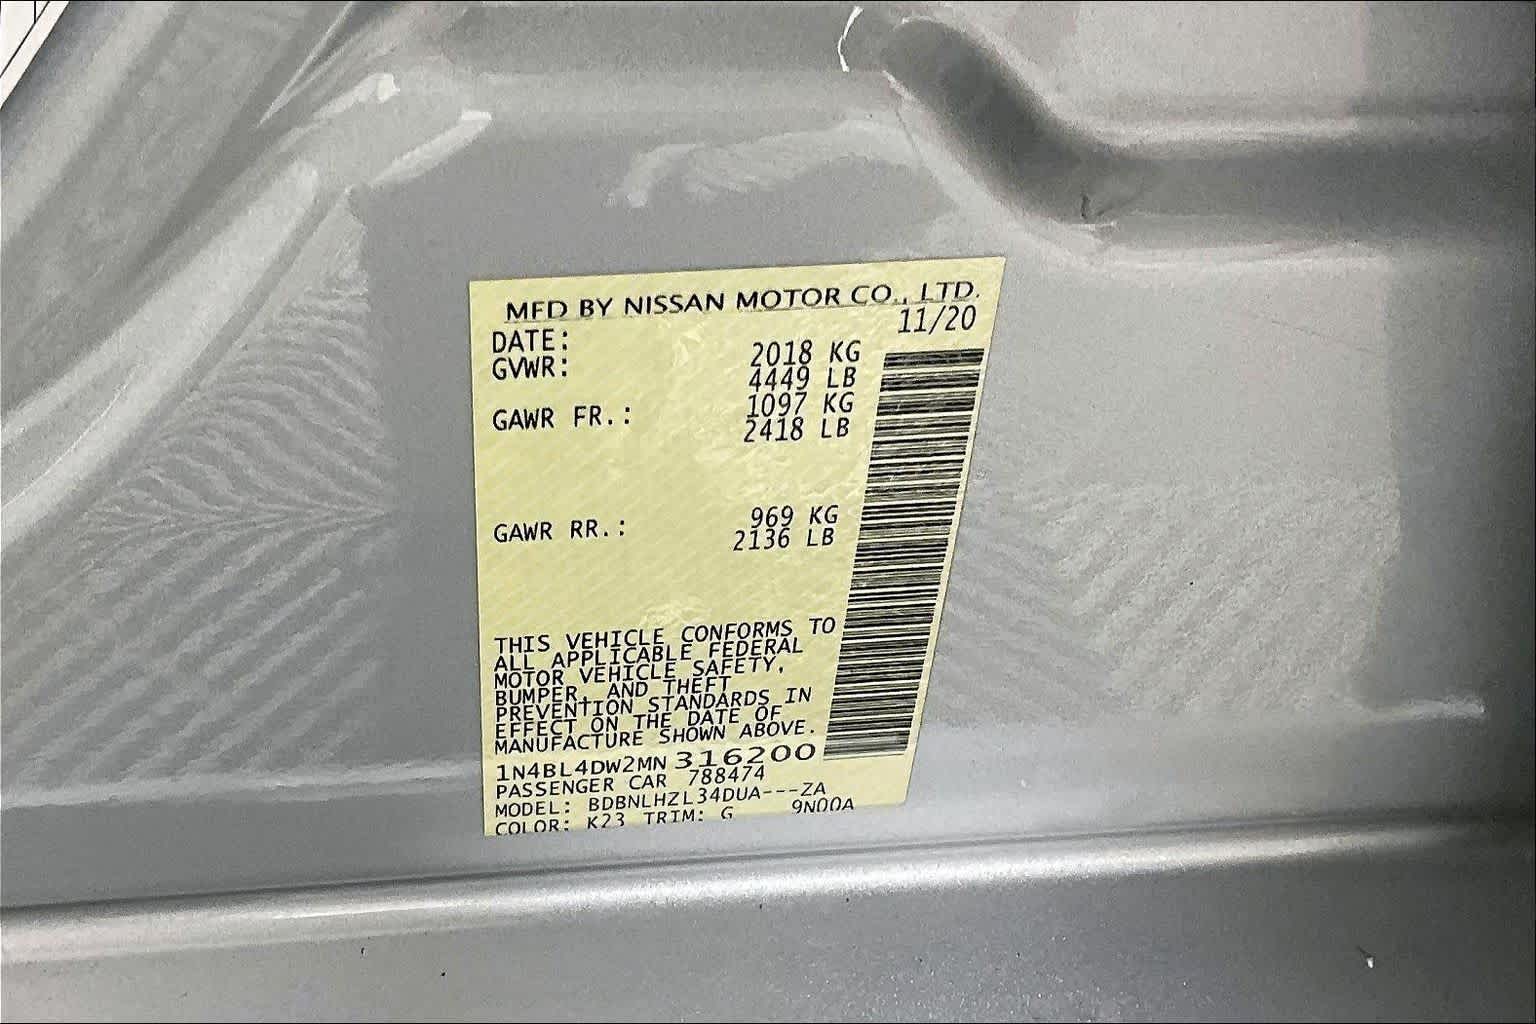 MFD BY NISSAN MOTOR CO., LTD.
DATE: 11/20
GVWR: 2018 KG
4449 LB
GAWR FR.: 1097 KG
2418 LB
GAWR RR.: 969 KG
2136 LB
THIS VEHICLE CONFORMS TO
ALL APPLICABLE FEDERAL
MOTOR VEHICLE SAFETY,
BUMPER, AND THEFT
PREVENTION STANDARDS IN
EFFECT ON THE DATE OF
MANUFACTURE SHOWN ABOVE.
1N4BL4DW2MN316200
PASSENGER CAR 788474
MODEL: BDBNLHZL34DUA---ZA
COLOR: K23 TRIM: G 9N00A